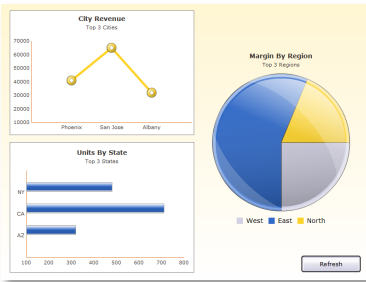 City Revenue
Top 3 Cities
70000
60000
50000
40000
30000
20000
10000
Phoenix San Jose Albany
Units By State
Top 3 States
NY
CA
AZ
100 200 300 400 500 600 700 800
Margin By Region
Top 3 Regions
West East North
Refresh